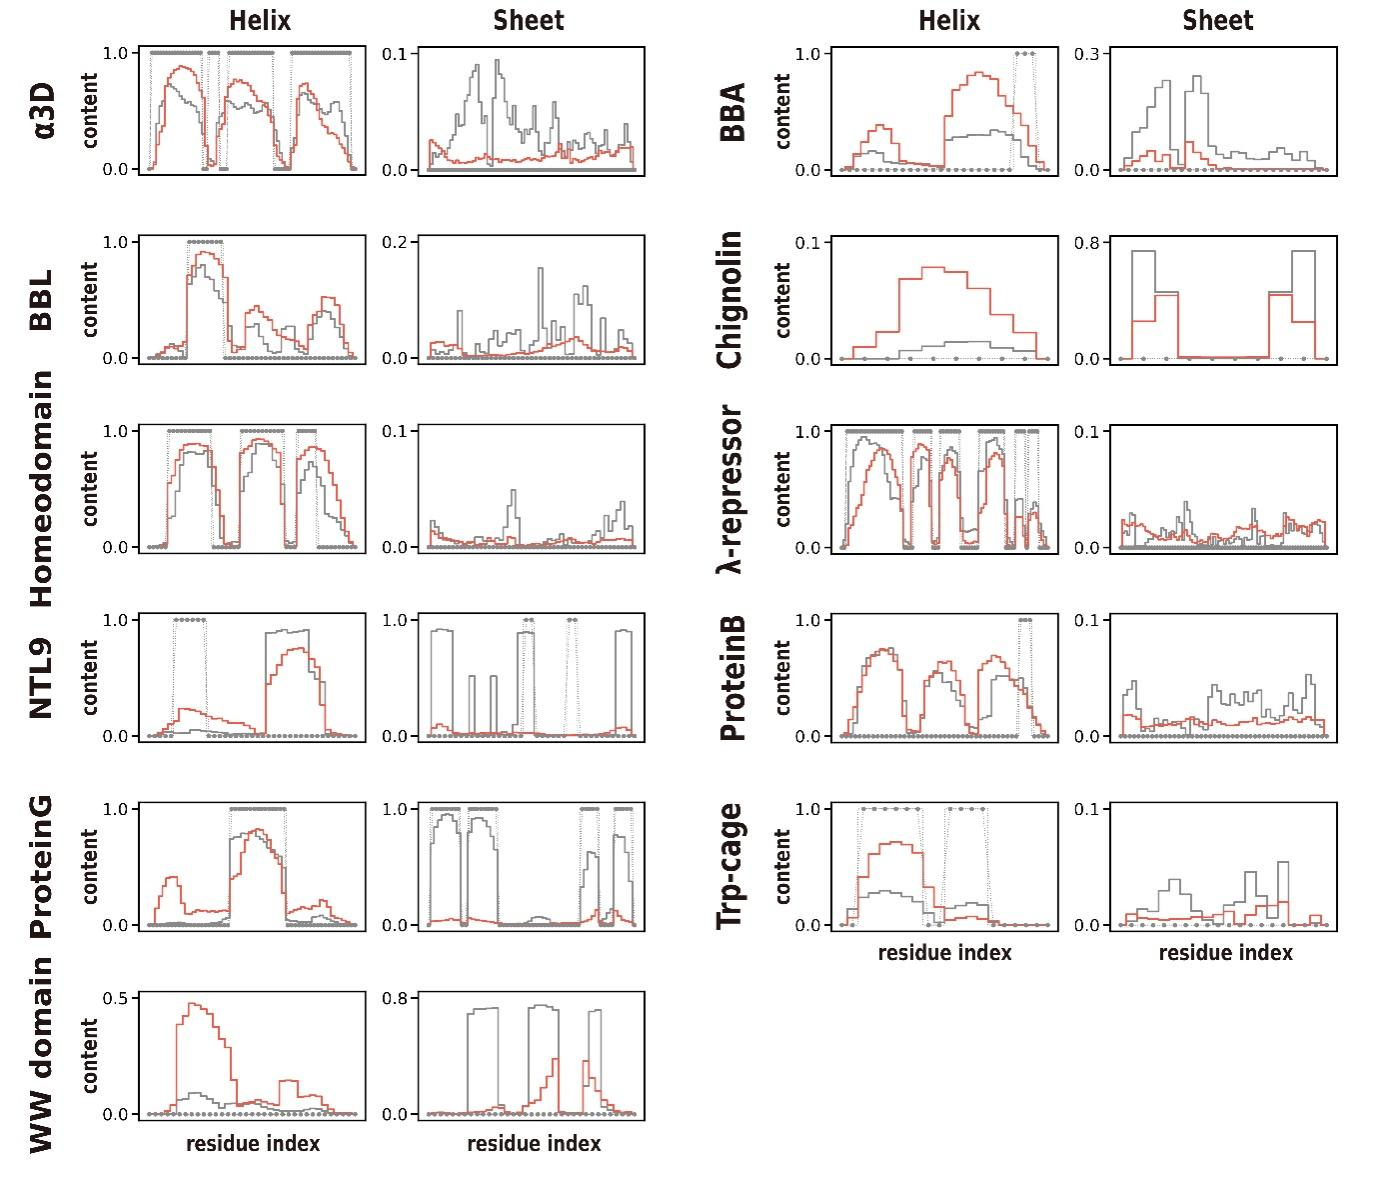 Helix Sheet Helix Sheet
α3D content 1.0 0.0 0.1 0.0 BBA content 1.0 0.0 0.3 0.0
BBL content 1.0 0.0 0.2 0.0 Chignolin content 0.1 0.0 0.8 0.0
Homeodomain content 1.0 0.0 0.1 0.0 λ-repressor content 1.0 0.0 0.1 0.0
NTL9 content 1.0 0.0 1.0 0.0 ProteinB content 1.0 0.0 0.1 0.0
ProteinG content 1.0 0.0 1.0 0.0 Trp-cage content 1.0 0.0 0.1 0.0
residue index residue index
WW domain content 0.5 0.0 0.8 0.0
residue index residue index